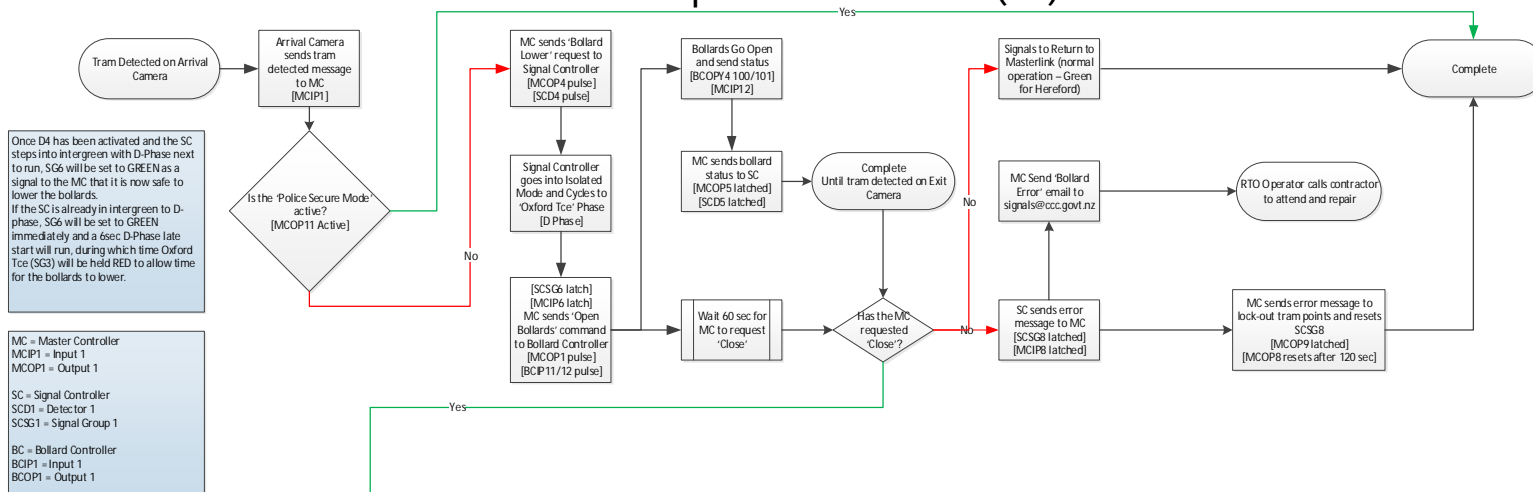 Yes
Tram Detected on Arrival
Camera
Arrival Camera
sends tram
detected message
to MC
[MCIP1]
MC sends ‘Bollard
Lower’ request to
Signal Controller
[MCOP4 pulse]
[SCD4 pulse]
Bollards Go Open
and send status
[BCOPY4 100/101]
[MCIP12]
Signals to Return to
Masterlink (normal
operation – Green
for Hereford)
Complete
Once D4 has been activated and the SC
steps into intergreen with D-Phase next
to run, SG6 will be set to GREEN as a
signal to the MC that it is now safe to
lower the bollards.
If the SC is already in intergreen to D-
phase, SG6 will be set to GREEN
immediately and a 6sec D-Phase late
start will run, during which time Oxford
Tce (SG3) will be held RED to allow time
for the bollards to lower.
Is the ‘Police Secure Mode’
active?
[MCOP11 Active]
No
Signal Controller
goes into Isolated
Mode and Cycles to
‘Oxford Tce’ Phase
[D Phase]
MC sends bollard
status to SC
[MCOP5 latched]
[SCD5 latched]
Complete
Until tram detected on Exit
Camera
No
MC Send ‘Bollard
Error’ email to
signals@ccc.govt.nz
RTO Operator calls contractor
to attend and repair
[SCSG6 latch]
[MCIP6 latch]
MC sends ‘Open
Bollards’ command
to Bollard Controller
[MCOP1 pulse]
[BCIP11/12 pulse]
Wait 60 sec for
MC to request
‘Close’
Has the MC
requested
‘Close’?
No
SC sends error
message to MC
[SCSG8 latched]
[MCIP8 latched]
MC sends error message to
lock-out tram points and resets
SCSG8
[MCOP9 latched]
[MCOP8 resets after 120 sec]
Yes
MC = Master Controller
MCIP1 = Input 1
MCOP1 = Output 1
SC = Signal Controller
SCD1 = Detector 1
SCSG1 = Signal Group 1
BC = Bollard Controller
BCIP1 = Input 1
BCOP1 = Output 1